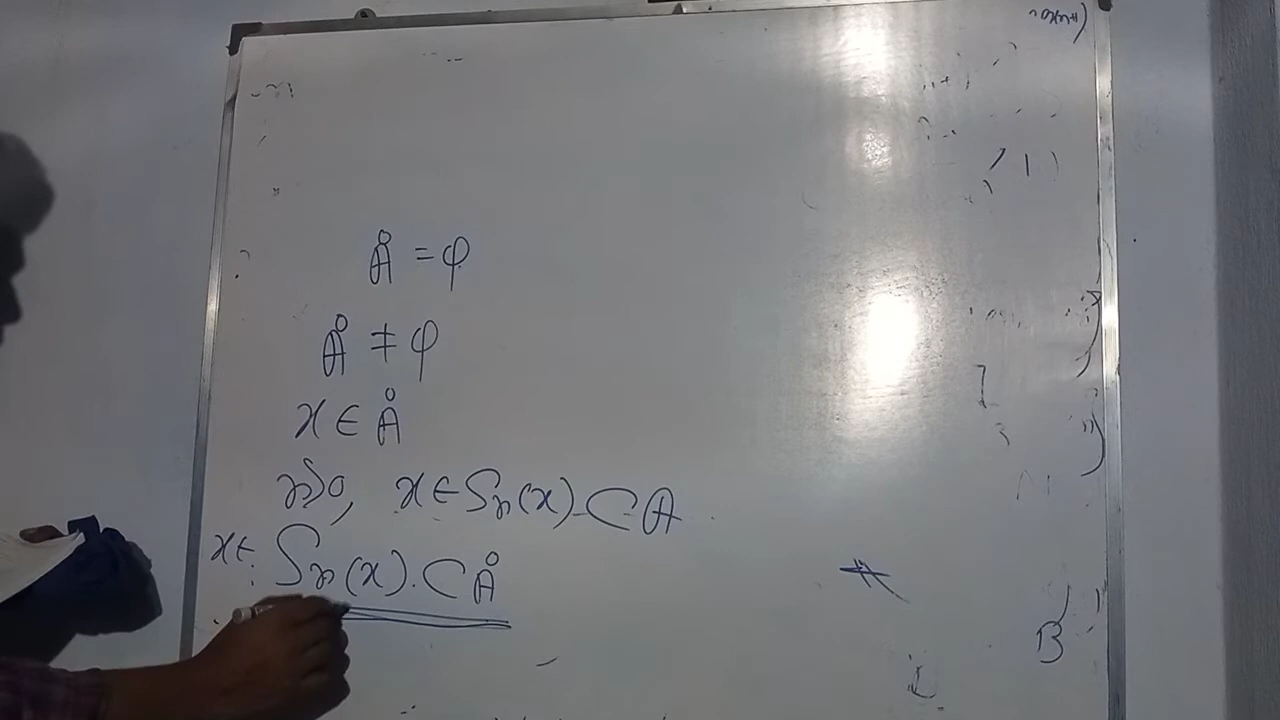 Å = φ
Å ≠ φ
x ∈ Å
r>0, x ∈ Sr(x) ⊂ A
x ∈ Sr(x) ⊂ Å
B